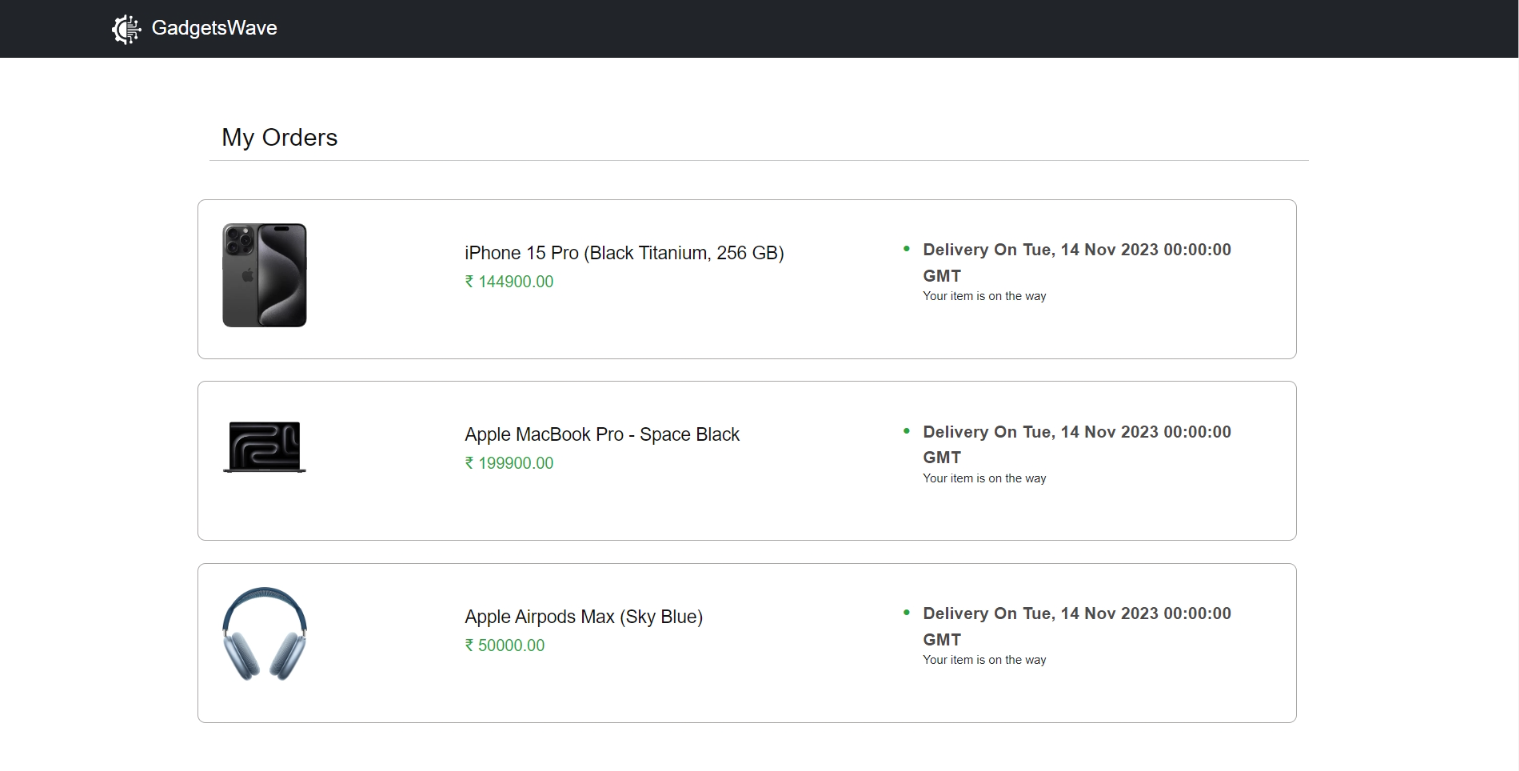 GadgetsWave
My Orders
iPhone 15 Pro (Black Titanium, 256 GB)
₹ 144900.00
Delivery On Tue, 14 Nov 2023 00:00:00
GMT
Your item is on the way
Apple MacBook Pro - Space Black
₹ 199900.00
Delivery On Tue, 14 Nov 2023 00:00:00
GMT
Your item is on the way
Apple Airpods Max (Sky Blue)
₹ 50000.00
Delivery On Tue, 14 Nov 2023 00:00:00
GMT
Your item is on the way